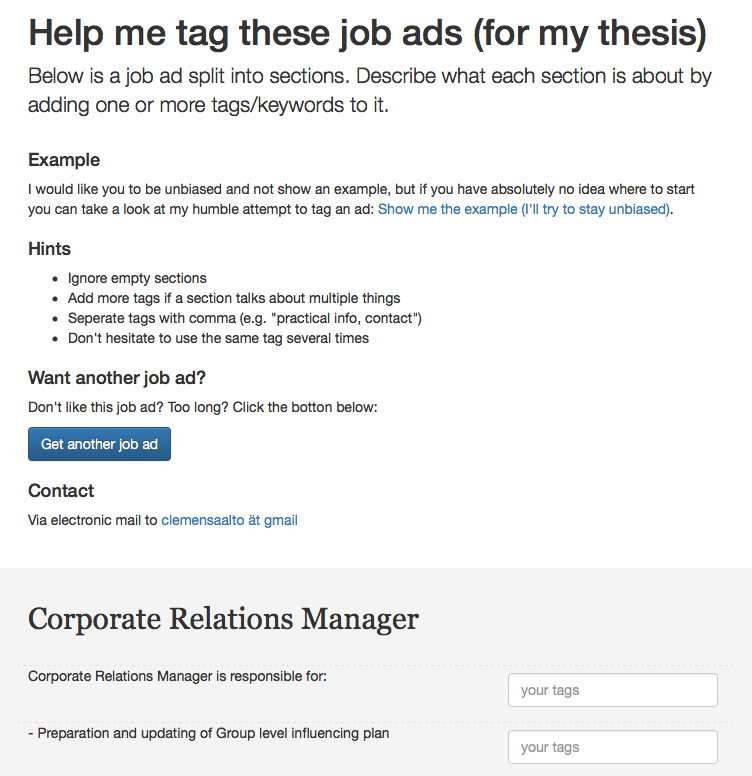 Help me tag these job ads (for my thesis)
Below is a job ad split into sections. Describe what each section is about by
adding one or more tags/keywords to it.
Example
I would like you to be unbiased and not show an example, but if you have absolutely no idea where to start
you can take a look at my humble attempt to tag an ad: Show me the example (I'll try to stay unbiased).
Hints
• Ignore empty sections
• Add more tags if a section talks about multiple things
• Seperate tags with comma (e.g. "practical info, contact")
• Don't hesitate to use the same tag several times
Want another job ad?
Don't like this job ad? Too long? Click the botton below:
Get another job ad
Contact
Via electronic mail to clemensaalto ät gmail
Corporate Relations Manager
Corporate Relations Manager is responsible for:
your tags
- Preparation and updating of Group level influencing plan
your tags